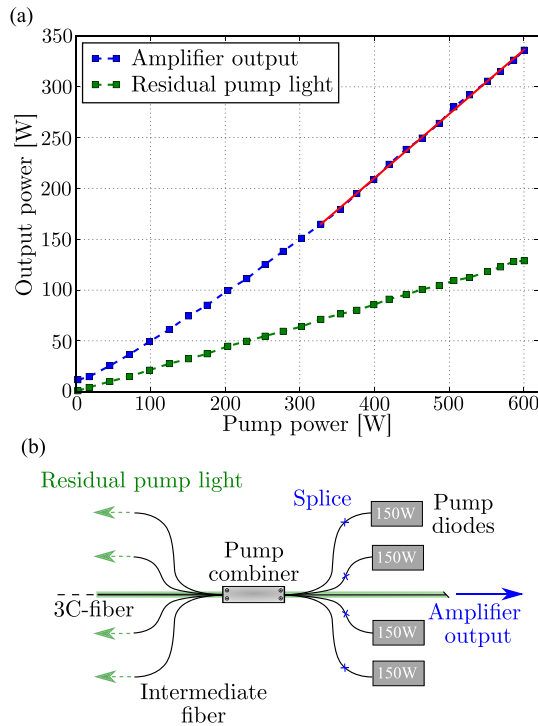 (a)
350
300
250
200
150
100
50
0
Output power [W]
Amplifier output
Residual pump light
0 100 200 300 400 500 600
Pump power [W]
(b)
Residual pump light
Splice
150W
Pump
diodes
150W
Pump
combiner
3C-fiber
Amplifier
output
150W
150W
Intermediate
fiber